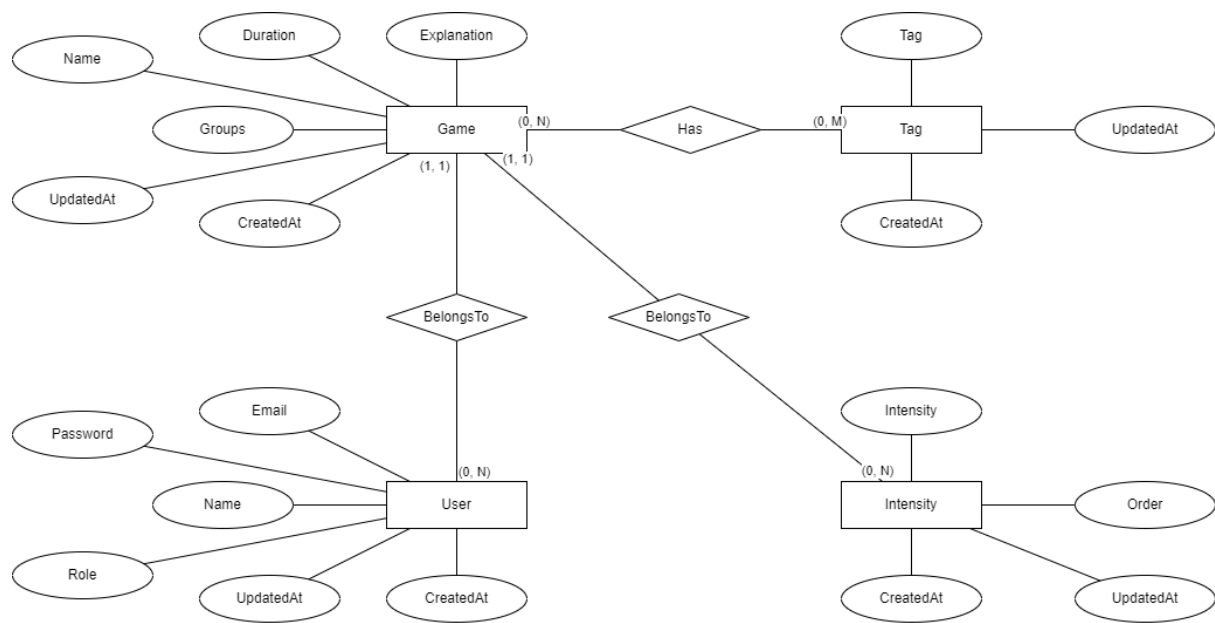 Duration
Explanation
Tag
Name
Groups
Game
(0, N)
Has
(0, M)
Tag
UpdatedAt
(1, 1)
(1, 1)
UpdatedAt
CreatedAt
CreatedAt
BelongsTo
BelongsTo
Email
Intensity
Password
(0, N)
(0, N)
Name
User
Intensity
Order
Role
UpdatedAt
CreatedAt
CreatedAt
UpdatedAt